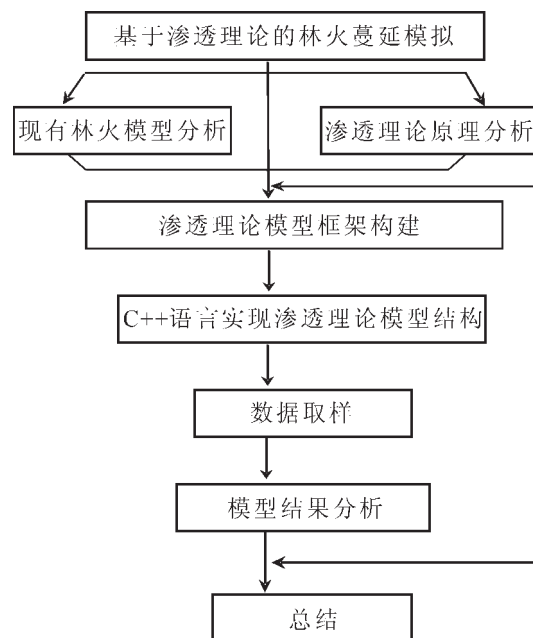 基于渗透理论的林火蔓延模拟
现有林火模型分析
渗透理论原理分析
渗透理论模型框架构建
C++语言实现渗透理论模型结构
数据取样
模型结果分析
总结